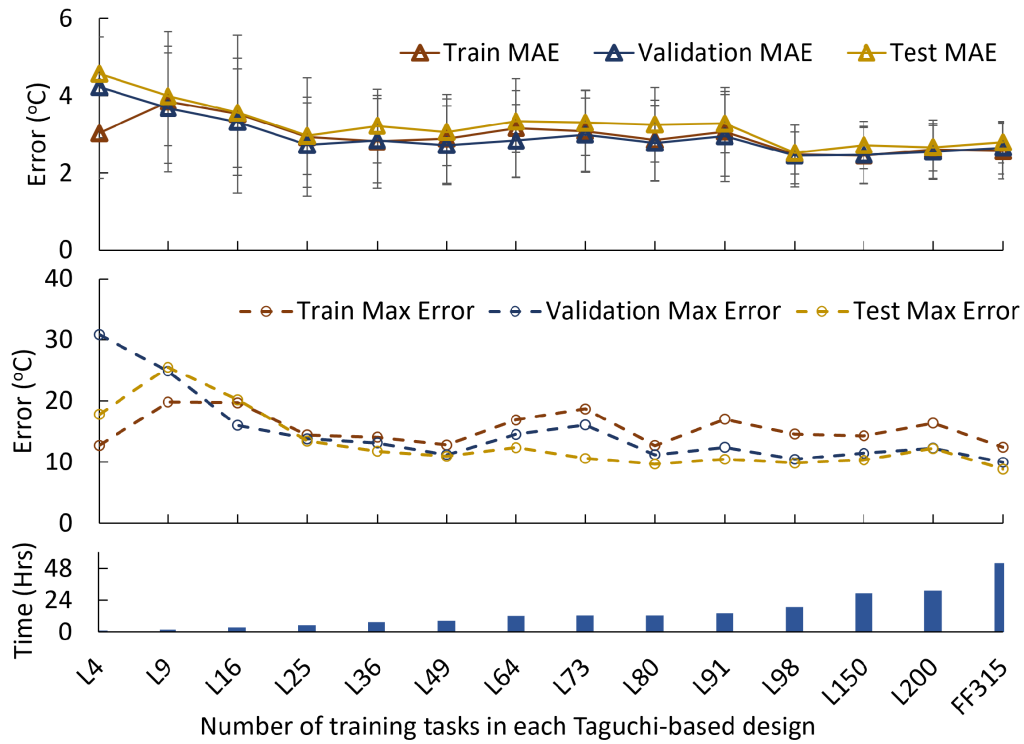 6
Train MAE Validation MAE Test MAE
4
Error (°C)
2
0
40
Train Max Error Validation Max Error Test Max Error
30
Error (°C)
20
10
0
48
Time (Hrs)
24
0
L4 L9 L16 L25 L36 L49 L64 L73 L80 L91 L98 L150 L200 FF315
Number of training tasks in each Taguchi-based design